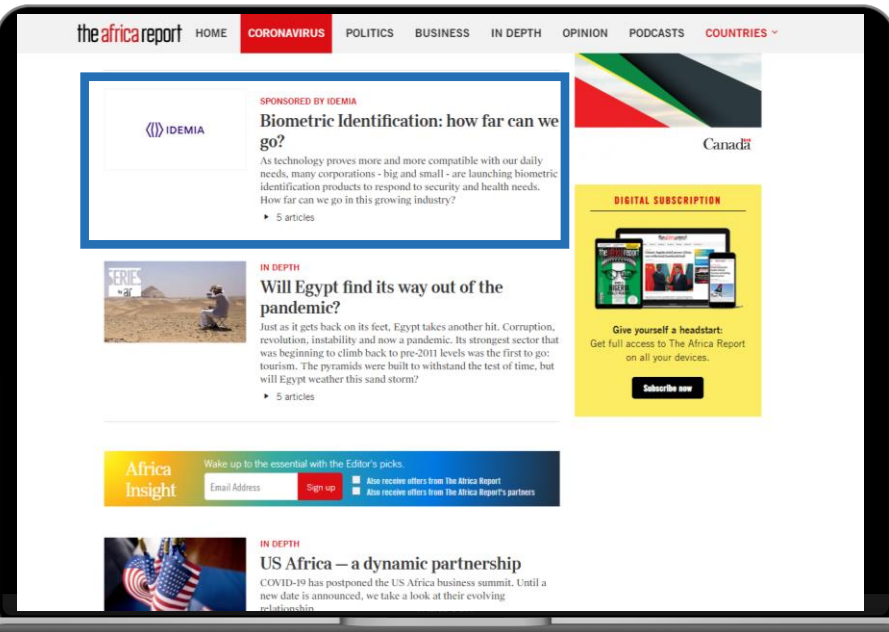 the africa report HOME CORONAVIRUS POLITICS BUSINESS IN DEPTH OPINION PODCASTS COUNTRIES
IDEMIA
SPONSORED BY IDEMIA
Biometric Identification: how far can we
go?
As technology proves more and more compatible with our daily
needs, many corporations - big and small - are launching biometric
identification products to respond to security and health needs.
How far can we go in this growing industry?
5 articles
Canada
DIGITAL SUBSCRIPTION
Give yourself a headstart:
Get full access to The Africa Report
on all your devices.
Subscribe now
SERIES
IN DEPTH
Will Egypt find its way out of the
pandemic?
Just as it gets back on its feet, Egypt takes another hit. Corruption,
revolution, instability and now a pandemic. Its strongest sector that
was beginning to climb back to pre-2011 levels was the first to go:
tourism. The pyramids were built to withstand the test of time, but
will Egypt weather this sand storm?
5 articles
Africa
Insight
Wake up to the essential with the Editor's picks.
Email Address
Sign up
Also receive offers from The Africa Report
Also receive offers from The Africa Report's partners
IN DEPTH
US Africa – a dynamic partnership
COVID-19 has postponed the US Africa business summit. Until a
new date is announced, we take a look at their evolving
relationship